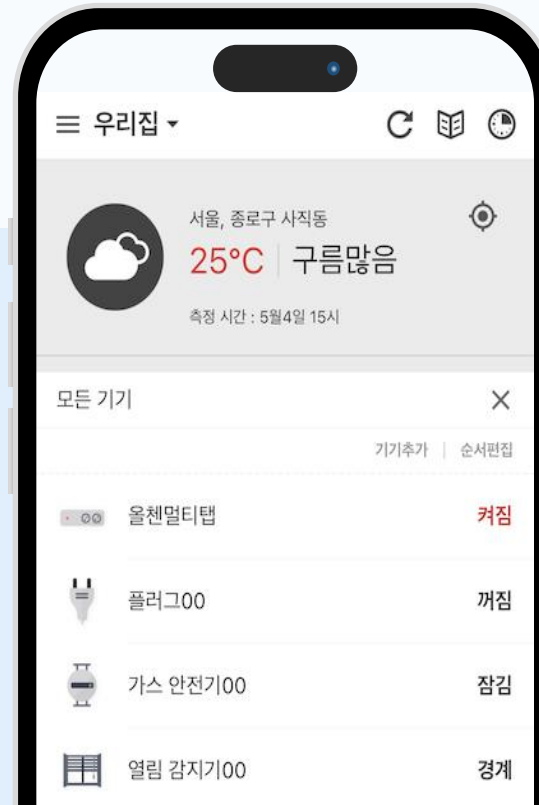 우리집
서울, 종로구 사직동
25°C 구름많음
측정 시간 : 5월4일 15시
모든 기기
기기추가 | 순서편집
올첸멀티탭 켜짐
플러그00 꺼짐
가스 안전기00 잠김
열림 감지기00 경계